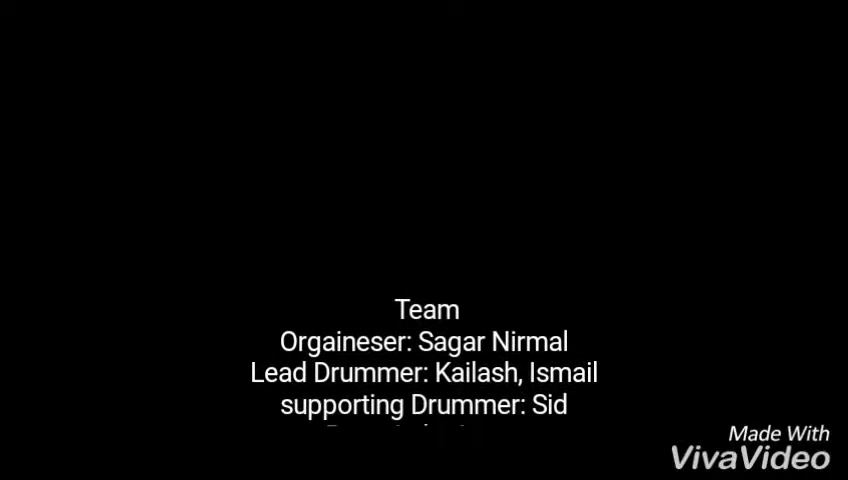 Team
Orgaineser: Sagar Nirmal
Lead Drummer: Kailash, Ismail
supporting Drummer: Sid
Made With
VivaVideo